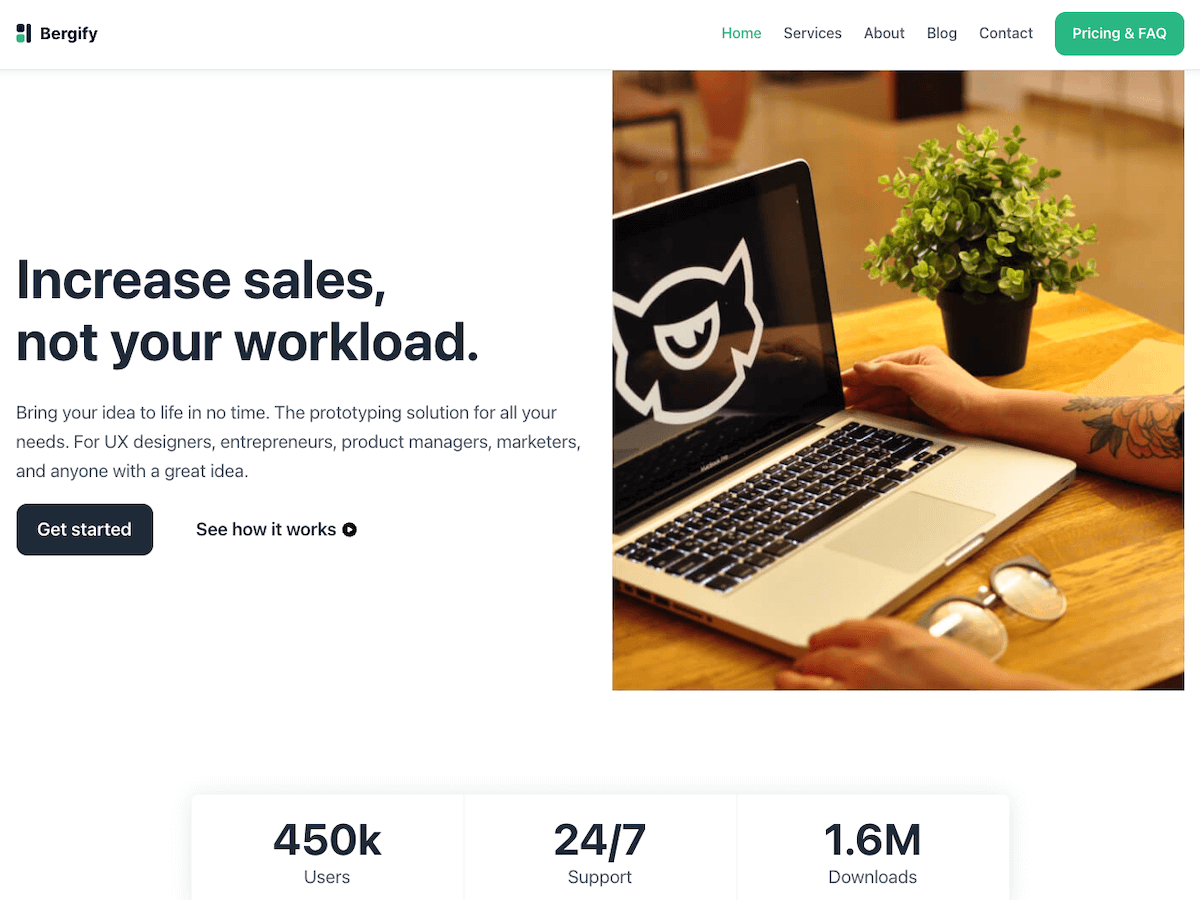 Bergify
Home
Services
About
Blog
Contact
Pricing & FAQ
Increase sales,
not your workload.
Bring your idea to life in no time. The prototyping solution for all your
needs. For UX designers, entrepreneurs, product managers, marketers,
and anyone with a great idea.
Get started
See how it works
MacBook Pro
450k
24/7
1.6M
Users
Support
Downloads